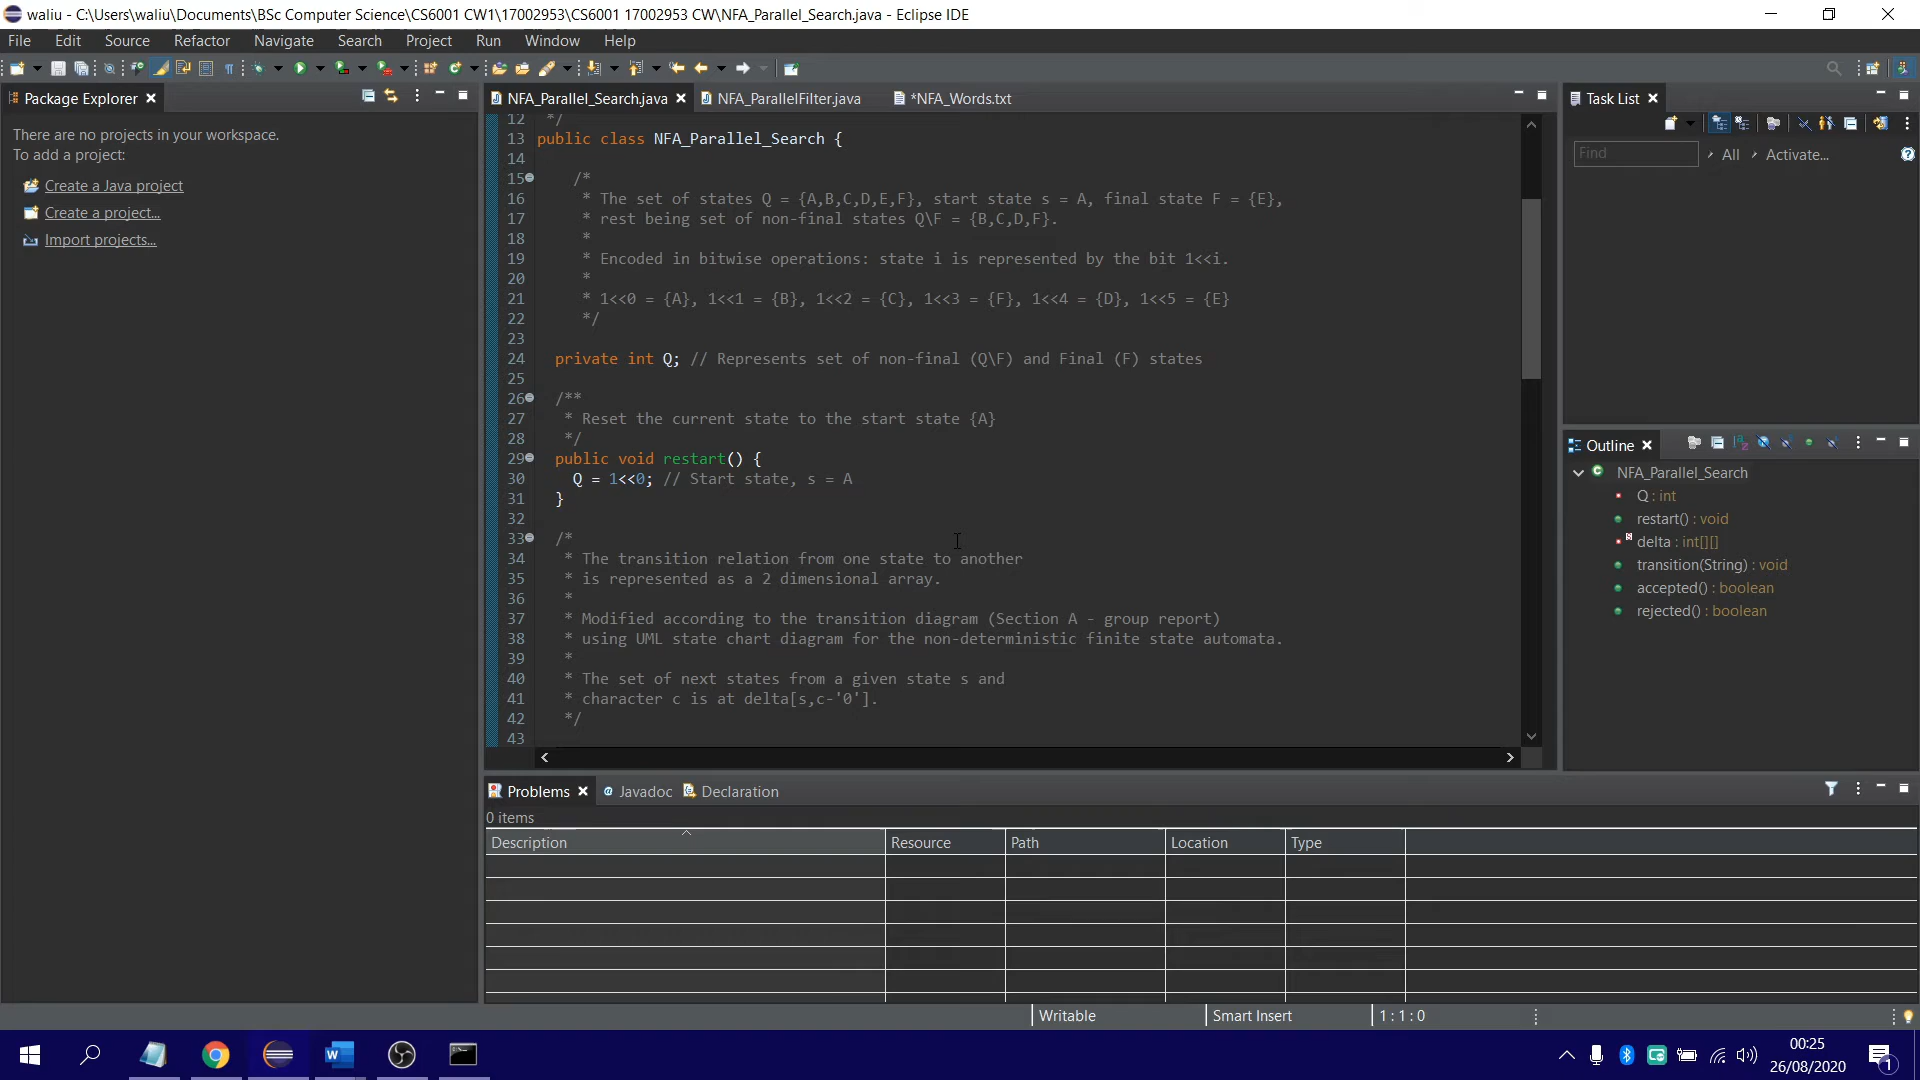 waliu - C:\Users\waliu\Documents\BSc Computer Science\CS6001 CW1\17002953\CS6001 17002953 CW\NFA_Parallel_Search.java - Eclipse IDE
File Edit Source Refactor Navigate Search Project Run Window Help
Package Explorer
There are no projects in your workspace.
To add a project:
Create a Java project
Create a project...
Import projects...
NFA_Parallel_Search.java NFA_ParallelFilter.java *NFA_Words.txt
12 */
13 public class NFA_Parallel_Search {
14
15 /*
16 * The set of states Q = {A,B,C,D,E,F}, start state s = A, final state F = {E},
17 * rest being set of non-final states Q\F = {B,C,D,F}.
18 *
19 * Encoded in bitwise operations: state i is represented by the bit 1<<i.
20 *
21 * 1<<0 = {A}, 1<<1 = {B}, 1<<2 = {C}, 1<<3 = {F}, 1<<4 = {D}, 1<<5 = {E}
22 */
23
24 private int Q; // Represents set of non-final (Q\F) and Final (F) states
25
26 /**
27 * Reset the current state to the start state {A}
28 */
29 public void restart() {
30 Q = 1<<0; // Start state, s = A
31 }
32
33 /*
34 * The transition relation from one state to another
35 * is represented as a 2 dimensional array.
36 *
37 * Modified according to the transition diagram (Section A - group report)
38 * using UML state chart diagram for the non-deterministic finite state automata.
39 *
40 * The set of next states from a given state s and
41 * character c is at delta[s,c-'0'].
42 */
43
Task List
Find All Activate...
Outline
NFA_Parallel_Search
Q : int
restart() : void
delta : int[][]
transition(String) : void
accepted() : boolean
rejected() : boolean
Problems Javadoc Declaration
0 items
Description Resource Path Location Type
Writable Smart Insert 1 : 1 : 0
00:25
26/08/2020
1